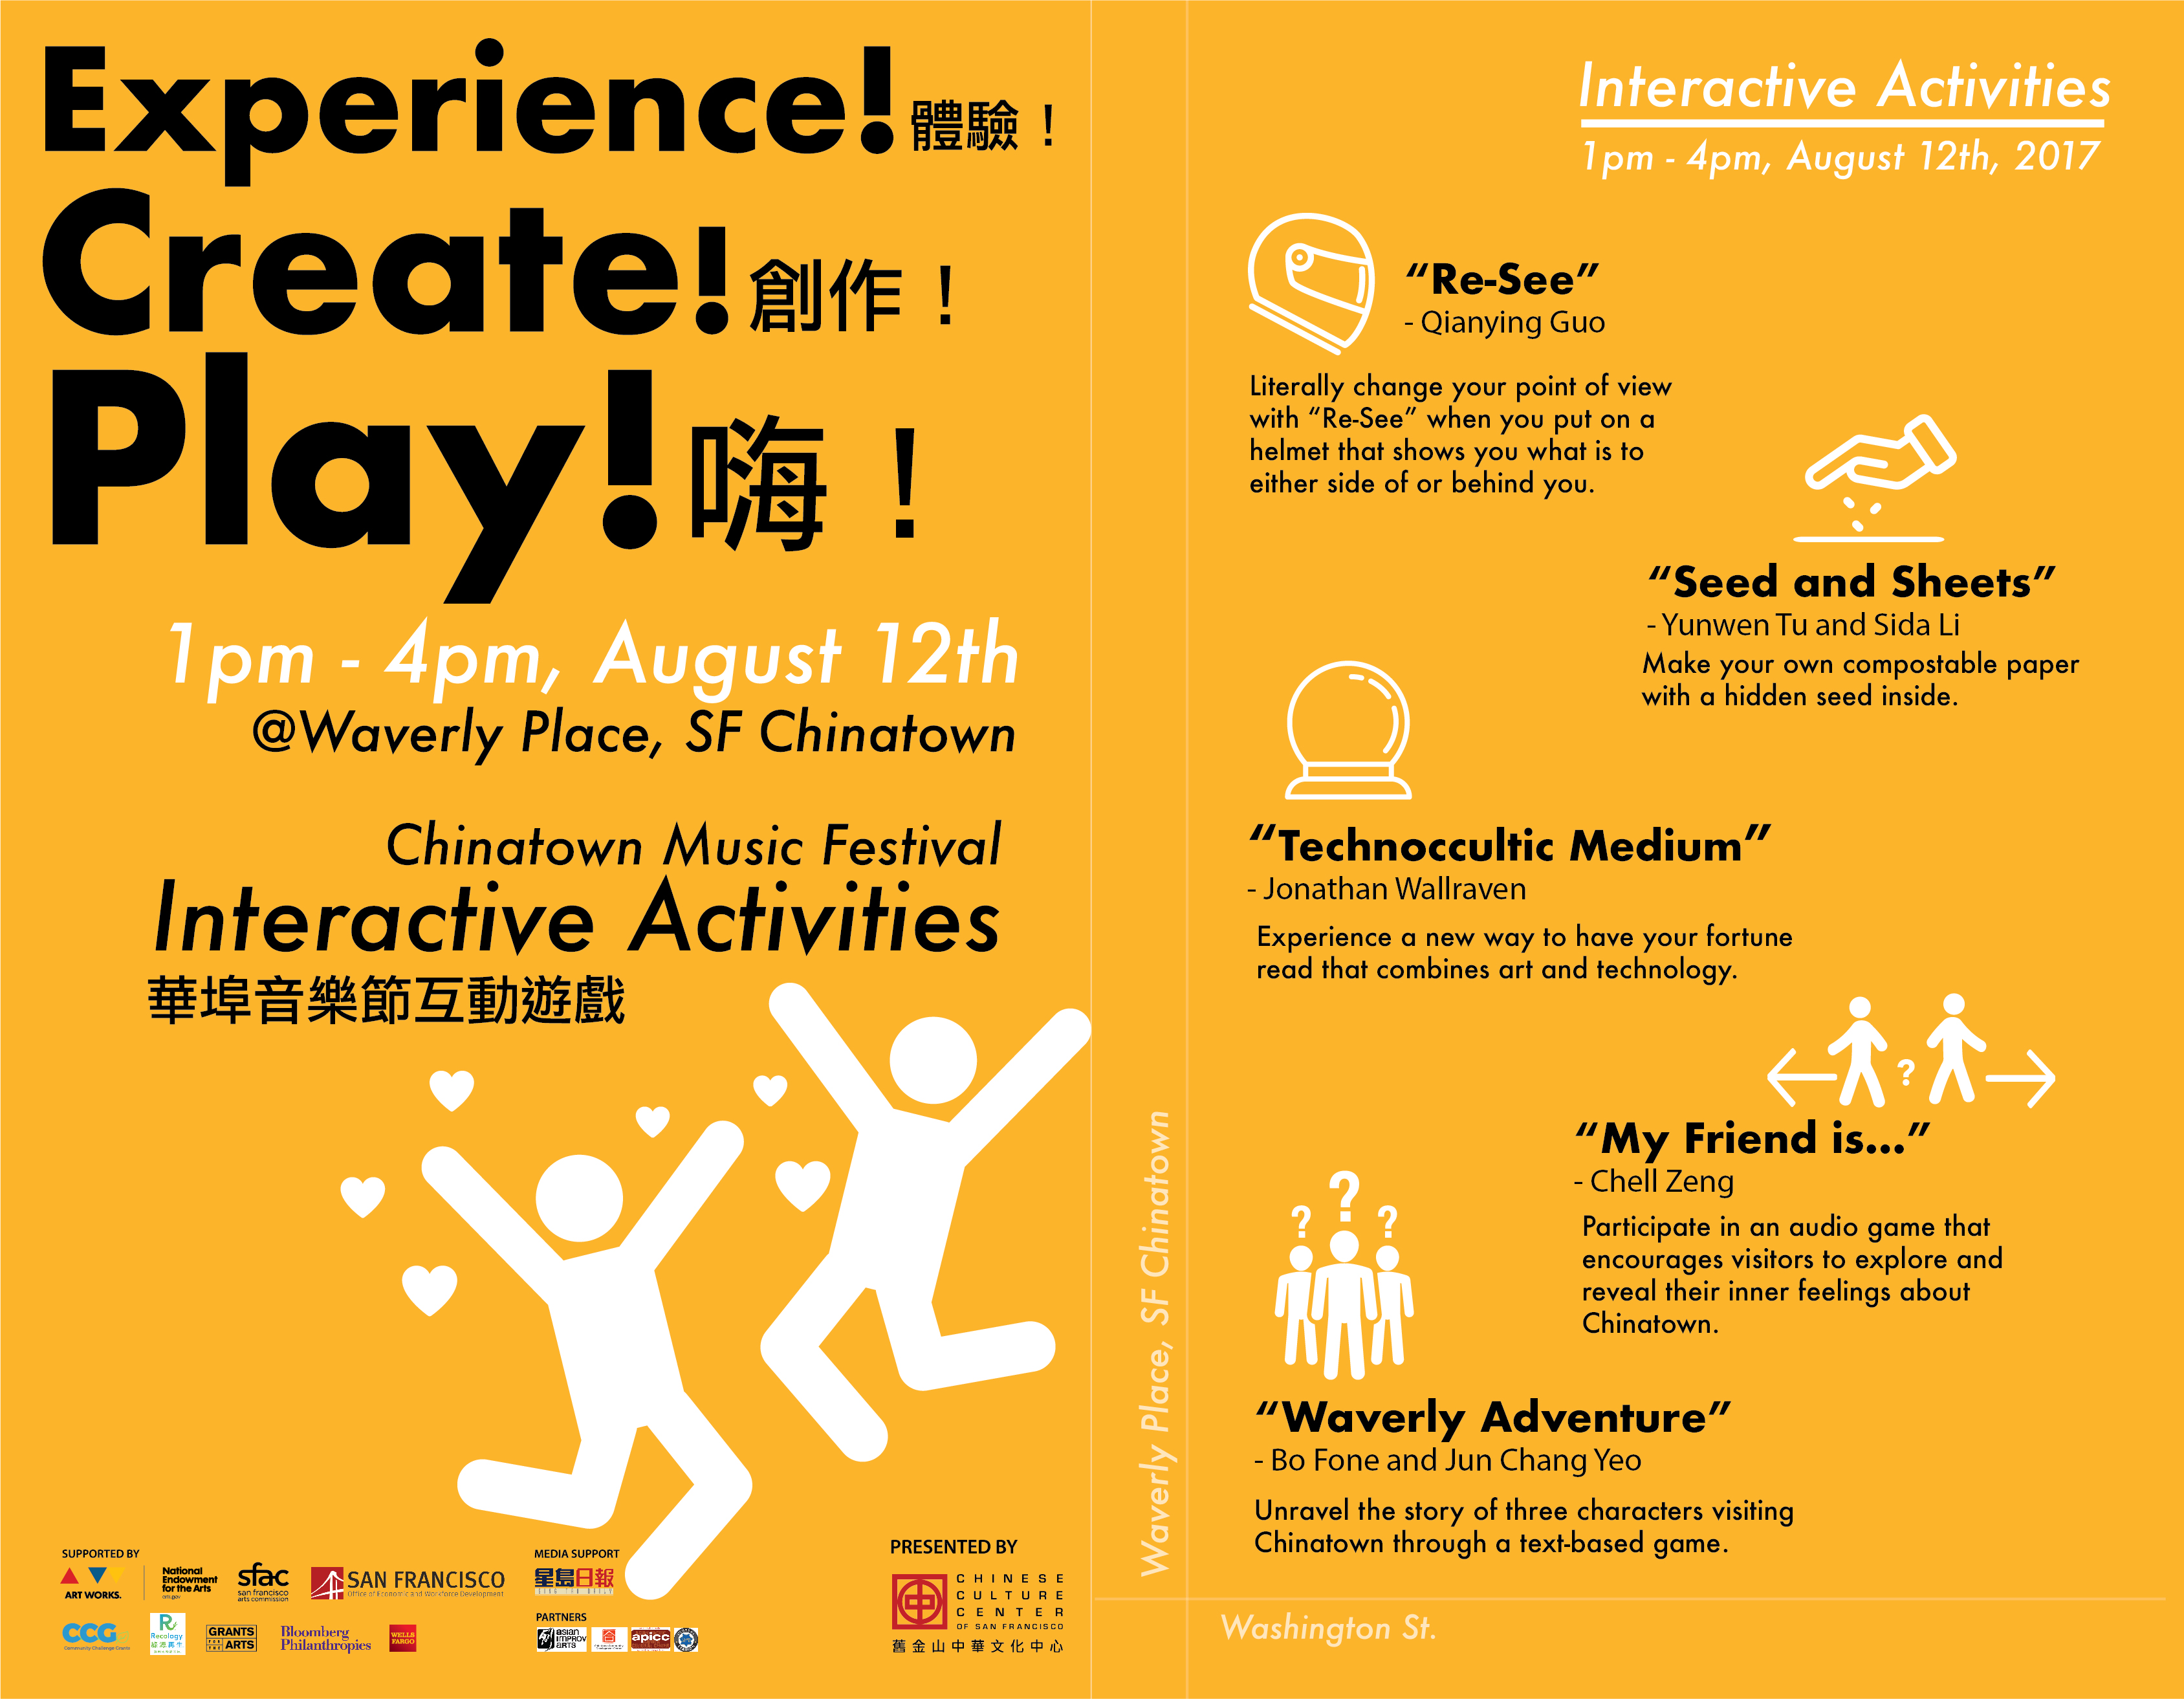 Experience! 體驗！
Create! 創作！
Play! 嗨！
1pm - 4pm, August 12th
@Waverly Place, SF Chinatown
Chinatown Music Festival
Interactive Activities
華埠音樂節互動遊戲
SUPPORTED BY
ART WORKS.
National
Endowment
for the Arts
arts.gov
sfac
san francisco
arts commission
SAN FRANCISCO
Office of Economic and Workforce Development
CCG
Community Challenge Grants
Recology
GRANTS
FOR THE
ARTS
Bloomberg
Philanthropies
WELLS
FARGO
MEDIA SUPPORT
星島日報
PARTNERS
asian
improv
arts
apicc
PRESENTED BY
CHINESE
CULTURE
CENTER
OF SAN FRANCISCO
舊金山中華文化中心
Waverly Place, SF Chinatown
Interactive Activities
1pm - 4pm, August 12th, 2017
“Re-See”
- Qianying Guo
Literally change your point of view
with “Re-See” when you put on a
helmet that shows you what is to
either side of or behind you.
“Seed and Sheets”
- Yunwen Tu and Sida Li
Make your own compostable paper
with a hidden seed inside.
“Technoccultic Medium”
- Jonathan Wallraven
Experience a new way to have your fortune
read that combines art and technology.
?
“My Friend is...”
- Chell Zeng
Participate in an audio game that
encourages visitors to explore and
reveal their inner feelings about
Chinatown.
? ? ?
“Waverly Adventure”
- Bo Fone and Jun Chang Yeo
Unravel the story of three characters visiting
Chinatown through a text-based game.
Washington St.